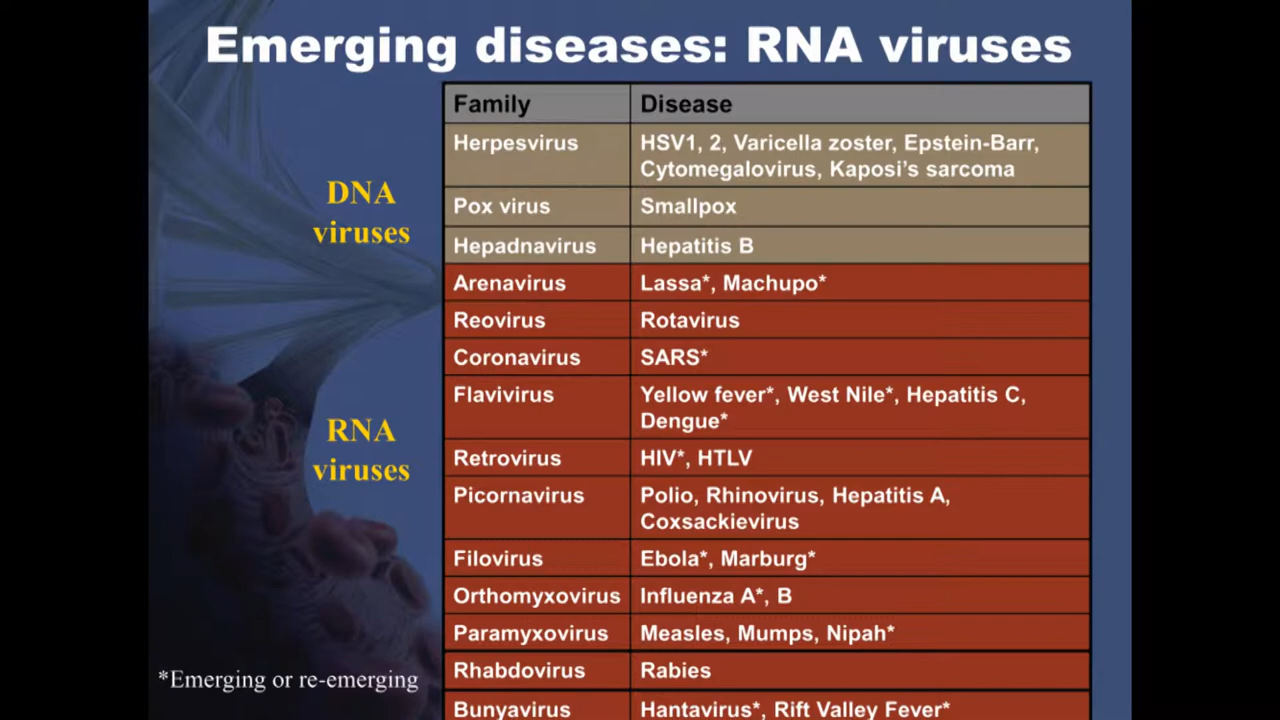 Emerging diseases: RNA viruses
Family Disease
DNA
viruses
Herpesvirus HSV1, 2, Varicella zoster, Epstein-Barr,
Cytomegalovirus, Kaposi's sarcoma
Pox virus Smallpox
Hepadnavirus Hepatitis B
RNA
viruses
Arenavirus Lassa*, Machupo*
Reovirus Rotavirus
Coronavirus SARS*
Flavivirus Yellow fever*, West Nile*, Hepatitis C,
Dengue*
Retrovirus HIV*, HTLV
Picornavirus Polio, Rhinovirus, Hepatitis A,
Coxsackievirus
Filovirus Ebola*, Marburg*
Orthomyxovirus Influenza A*, B
Paramyxovirus Measles, Mumps, Nipah*
Rhabdovirus Rabies
Bunyavirus Hantavirus*, Rift Valley Fever*
*Emerging or re-emerging